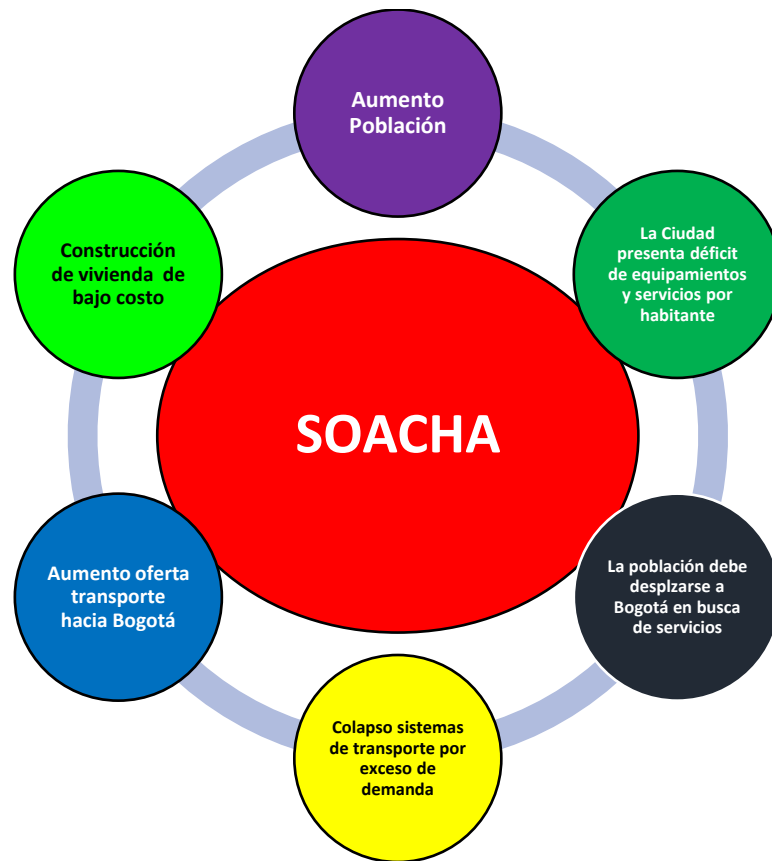 Aumento
Población
La Ciudad
presenta déficit
de equipamientos
y servicios por
habitante
La población debe
desplzarse a
Bogotá en busca
de servicios
Colapso sistemas
de transporte por
exceso de
demanda
Aumento oferta
transporte
hacia Bogotá
Construcción
de vivienda de
bajo costo
SOACHA